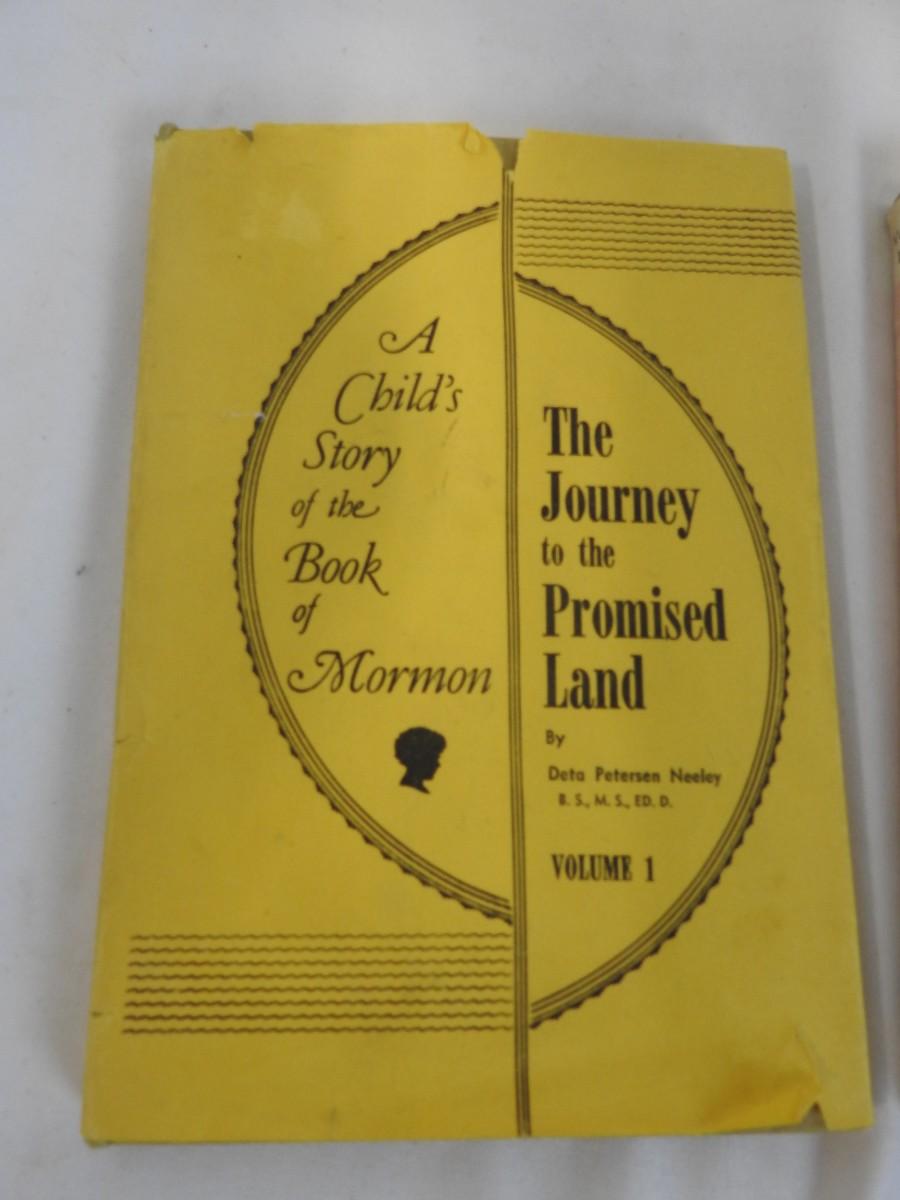 A
Child's
Story
of the
Book
of
Mormon
The
Journey
to the
Promised
Land
By
Deta Petersen Neeley
B. S., M. S., ED. D.
VOLUME 1